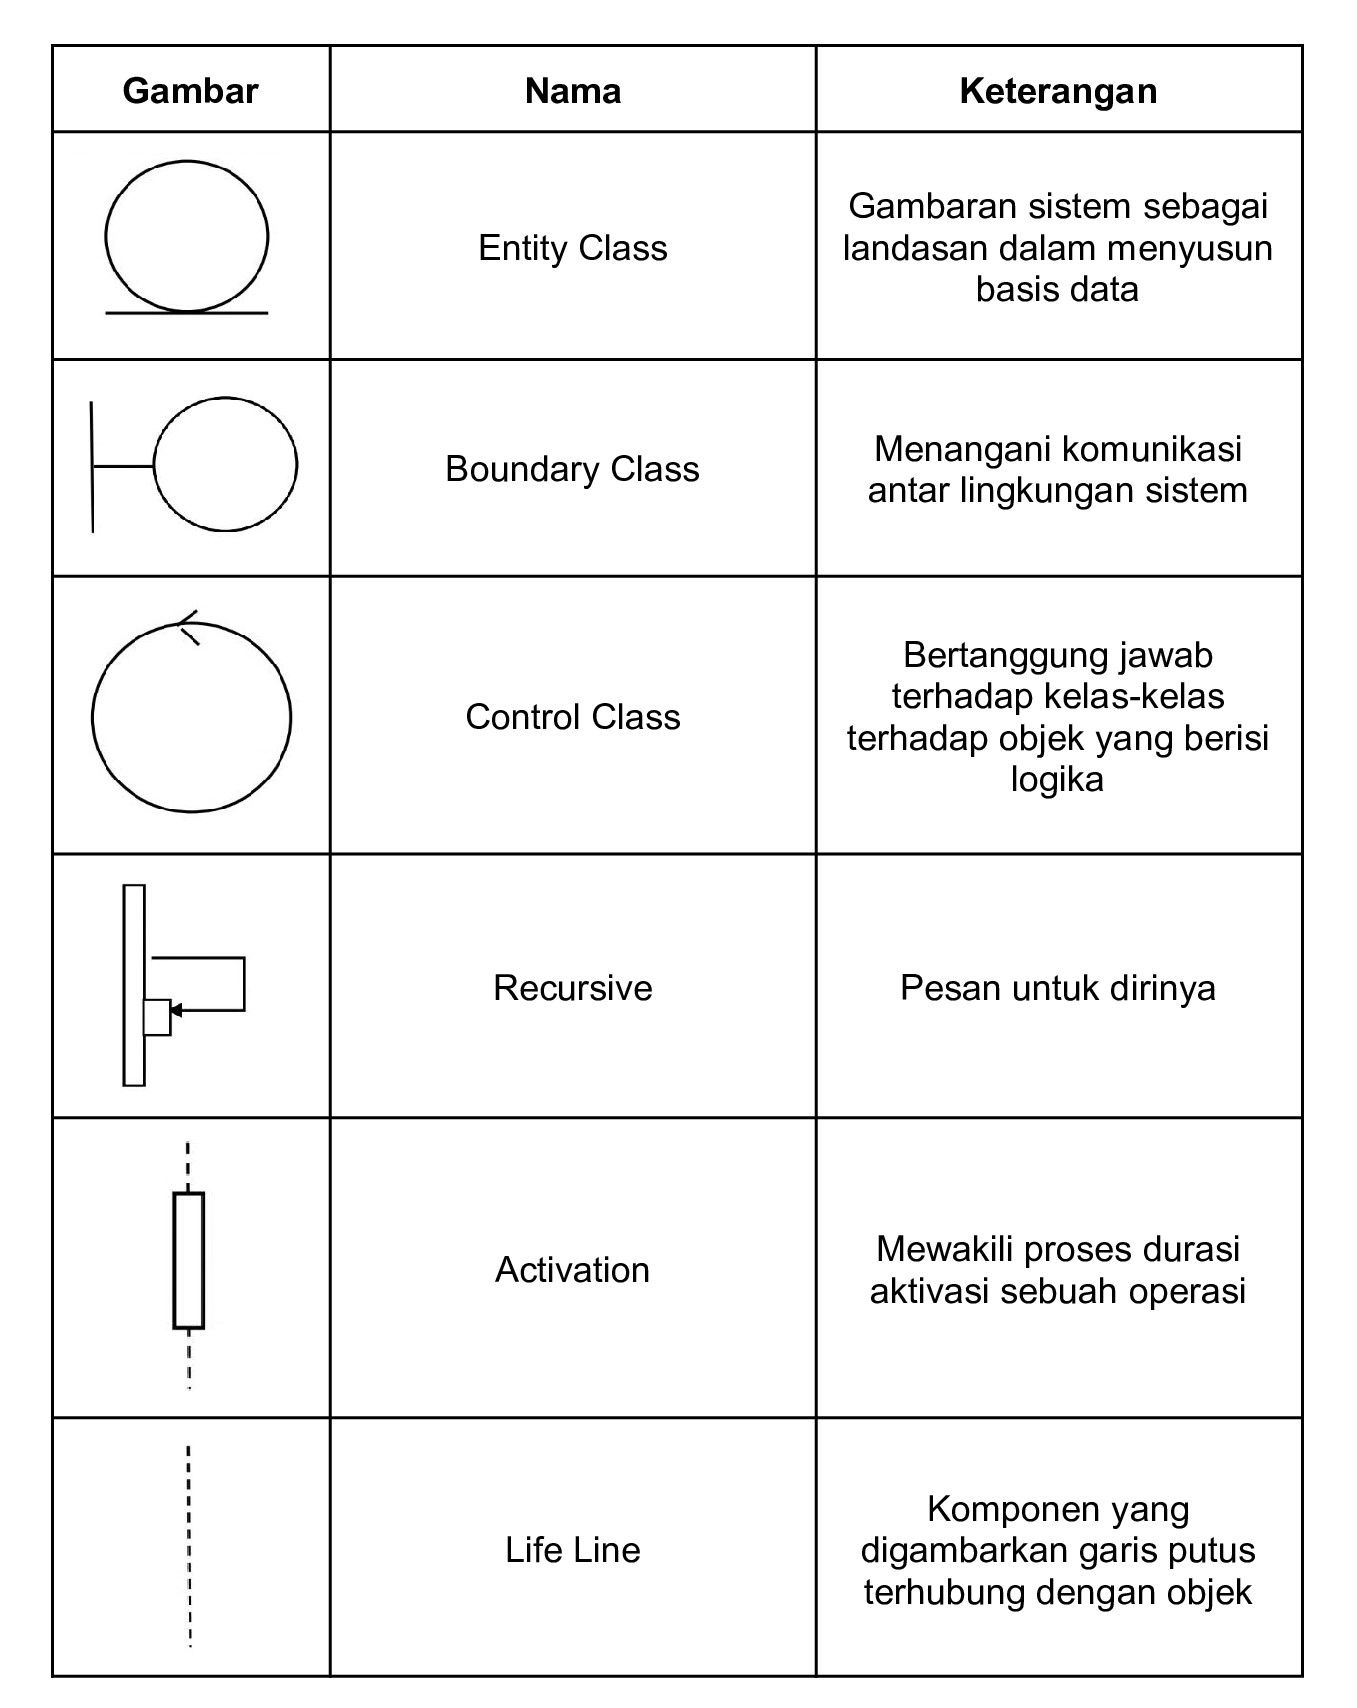 Gambar Nama Keterangan
Entity Class
Gambaran sistem sebagai
landasan dalam menyusun
basis data
Boundary Class
Menangani komunikasi
antar lingkungan sistem
Control Class
Bertanggung jawab
terhadap kelas-kelas
terhadap objek yang berisi
logika
Recursive
Pesan untuk dirinya
Activation
Mewakili proses durasi
aktivasi sebuah operasi
Life Line
Komponen yang
digambarkan garis putus
terhubung dengan objek